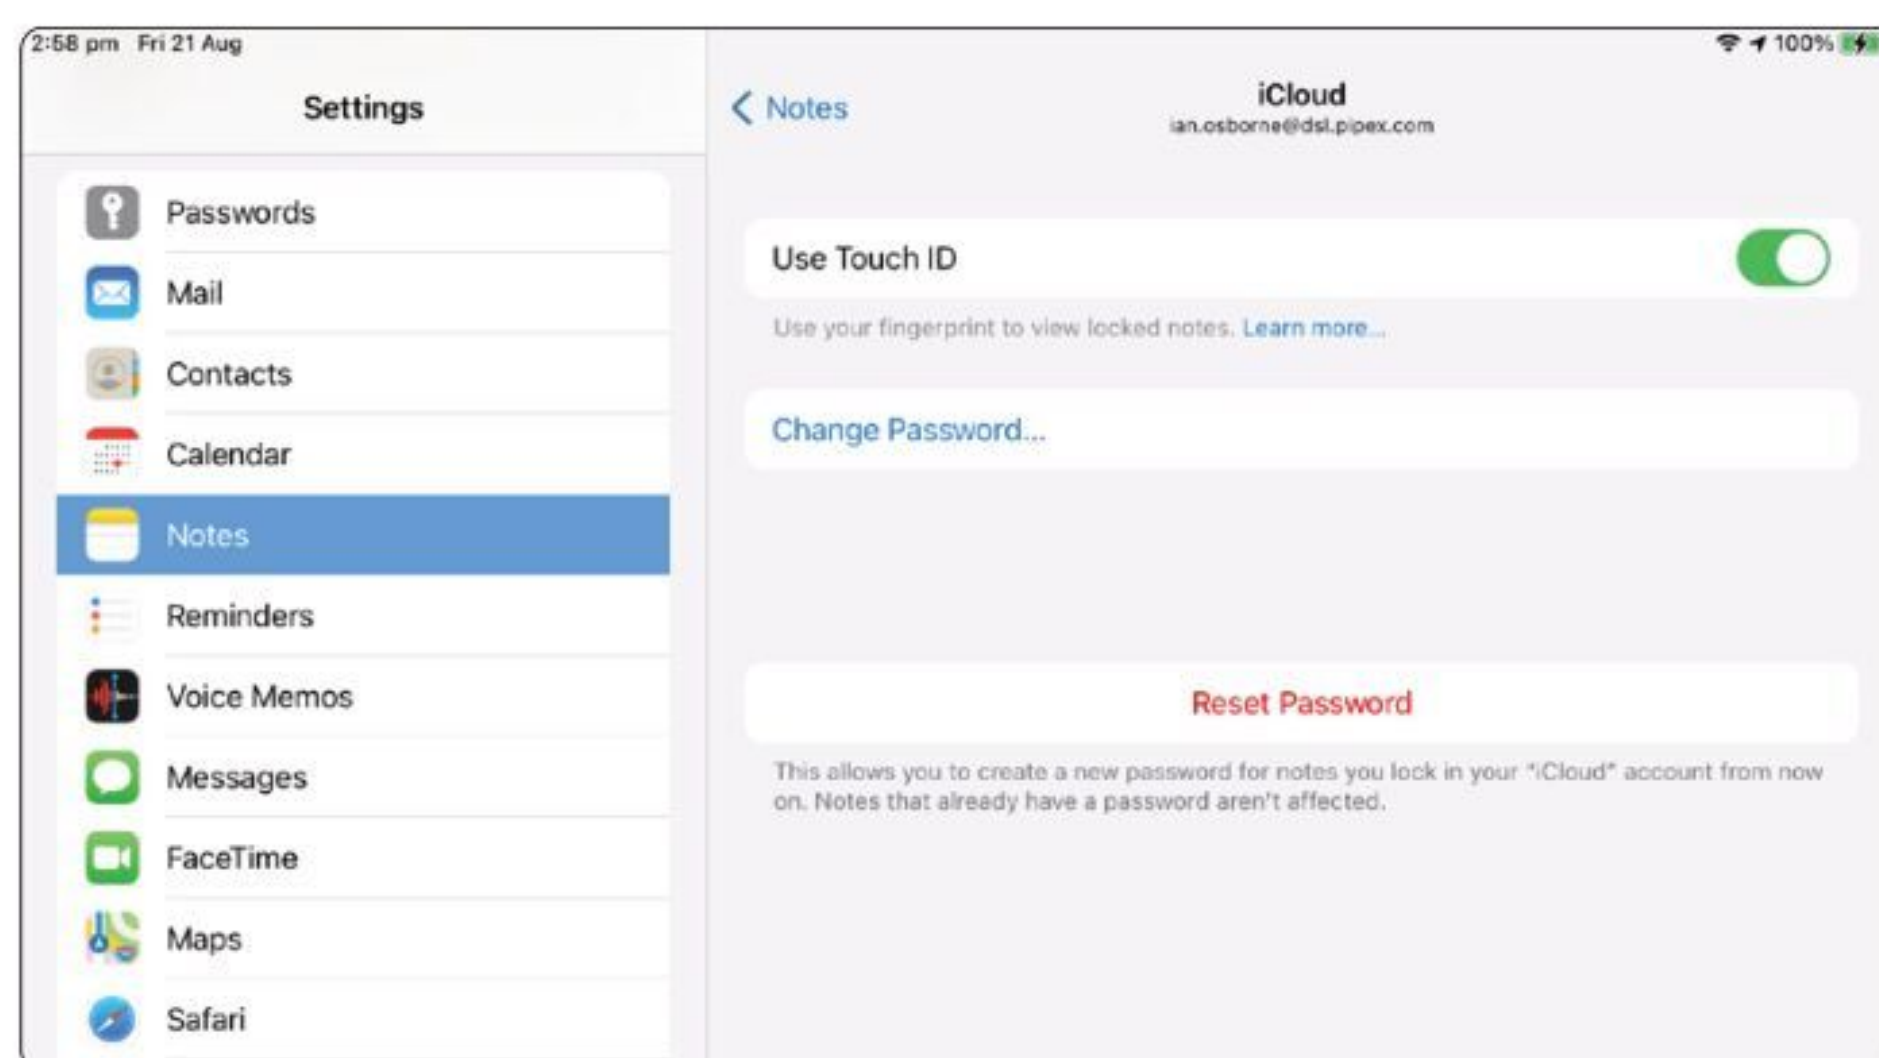 2:58 pm Fri 21 Aug
100%
Settings
Passwords
Mail
Contacts
Calendar
Notes
Reminders
Voice Memos
Messages
FaceTime
Maps
Safari
Notes
iCloud
ian.osborne@dsl.pipex.com
Use Touch ID
Use your fingerprint to view locked notes. Learn more...
Change Password...
Reset Password
This allows you to create a new password for notes you lock in your "iCloud" account from now
on. Notes that already have a password aren't affected.